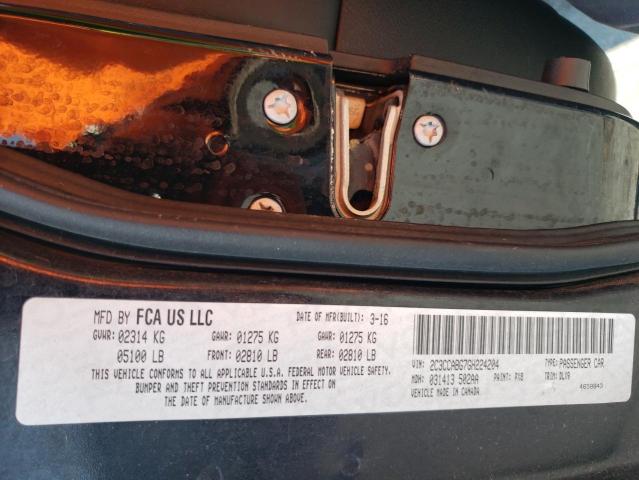 MFD BY FCA US LLC DATE OF MFR(BUILT): 3-16
GVWR: 02314 KG GAWR: 01275 KG GAWR: 01275 KG
05100 LB FRONT: 02810 LB REAR: 02810 LB
THIS VEHICLE CONFORMS TO ALL APPLICABLE U.S.A. FEDERAL MOTOR VEHICLE SAFETY,
BUMPER AND THEFT PREVENTION STANDARDS IN EFFECT ON
THE DATE OF MANUFACTURE SHOWN ABOVE.
VIN: 2C3CCABG7GH224204 TYPE: PASSENGER CAR
MDH: 031413 502AA PAINT: PX8 TRIM: DLX9
VEHICLE MADE IN CANADA 4658843